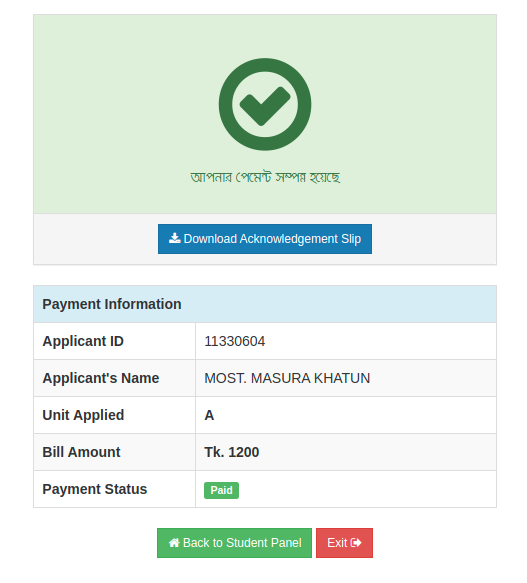 আপনার পেমেন্ট সম্পন্ন হয়েছে
Download Acknowledgement Slip
Payment Information
Applicant ID 11330604
Applicant's Name MOST. MASURA KHATUN
Unit Applied A
Bill Amount Tk. 1200
Payment Status Paid
Back to Student Panel Exit